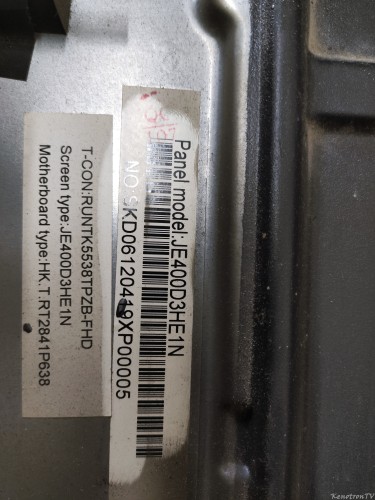 Panel model:JE400D3HE1N
NO:SKD06120419XP00005
T-CON:RUNTK5538TPZB-FHD
Screen type:JE400D3HE1N
Motherboard type:HK.T.RT2841P638
KenotronTV